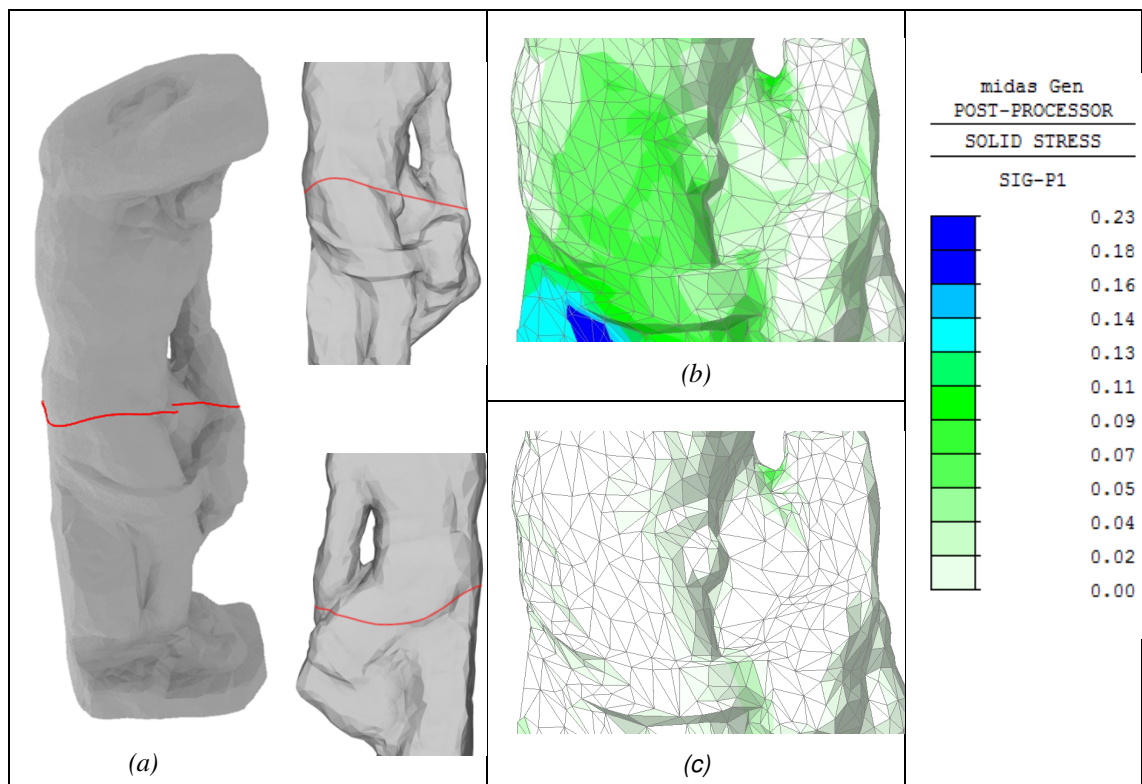 (a)
(b)
(c)
midas Gen
POST-PROCESSOR
SOLID STRESS
SIG-P1
0.23
0.18
0.16
0.14
0.13
0.11
0.09
0.07
0.05
0.04
0.02
0.00